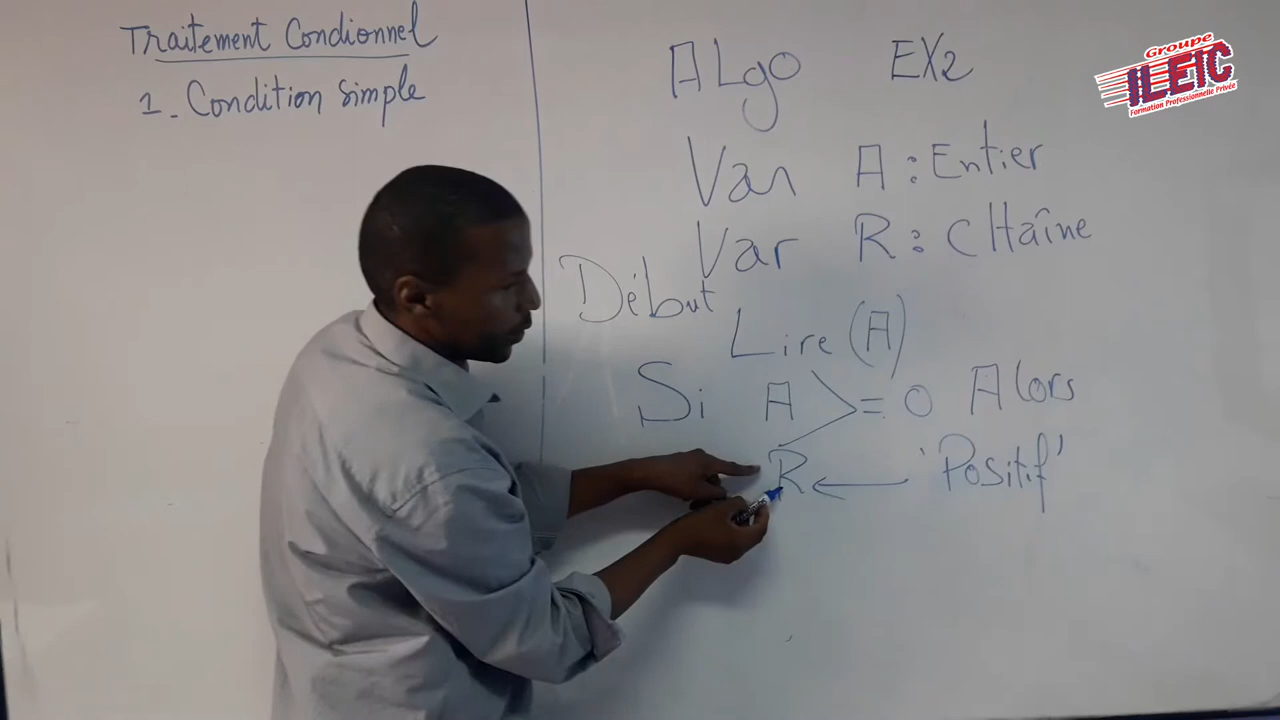 Traitement Condionnel
1. Condition simple
ALgo EX2
Var A : Entier
Var R : CHaîne
Début
Lire (A)
Si A >= 0 Alors
R ← 'Positif'
Groupe
ILEIC
Formation Professionnelle Privée